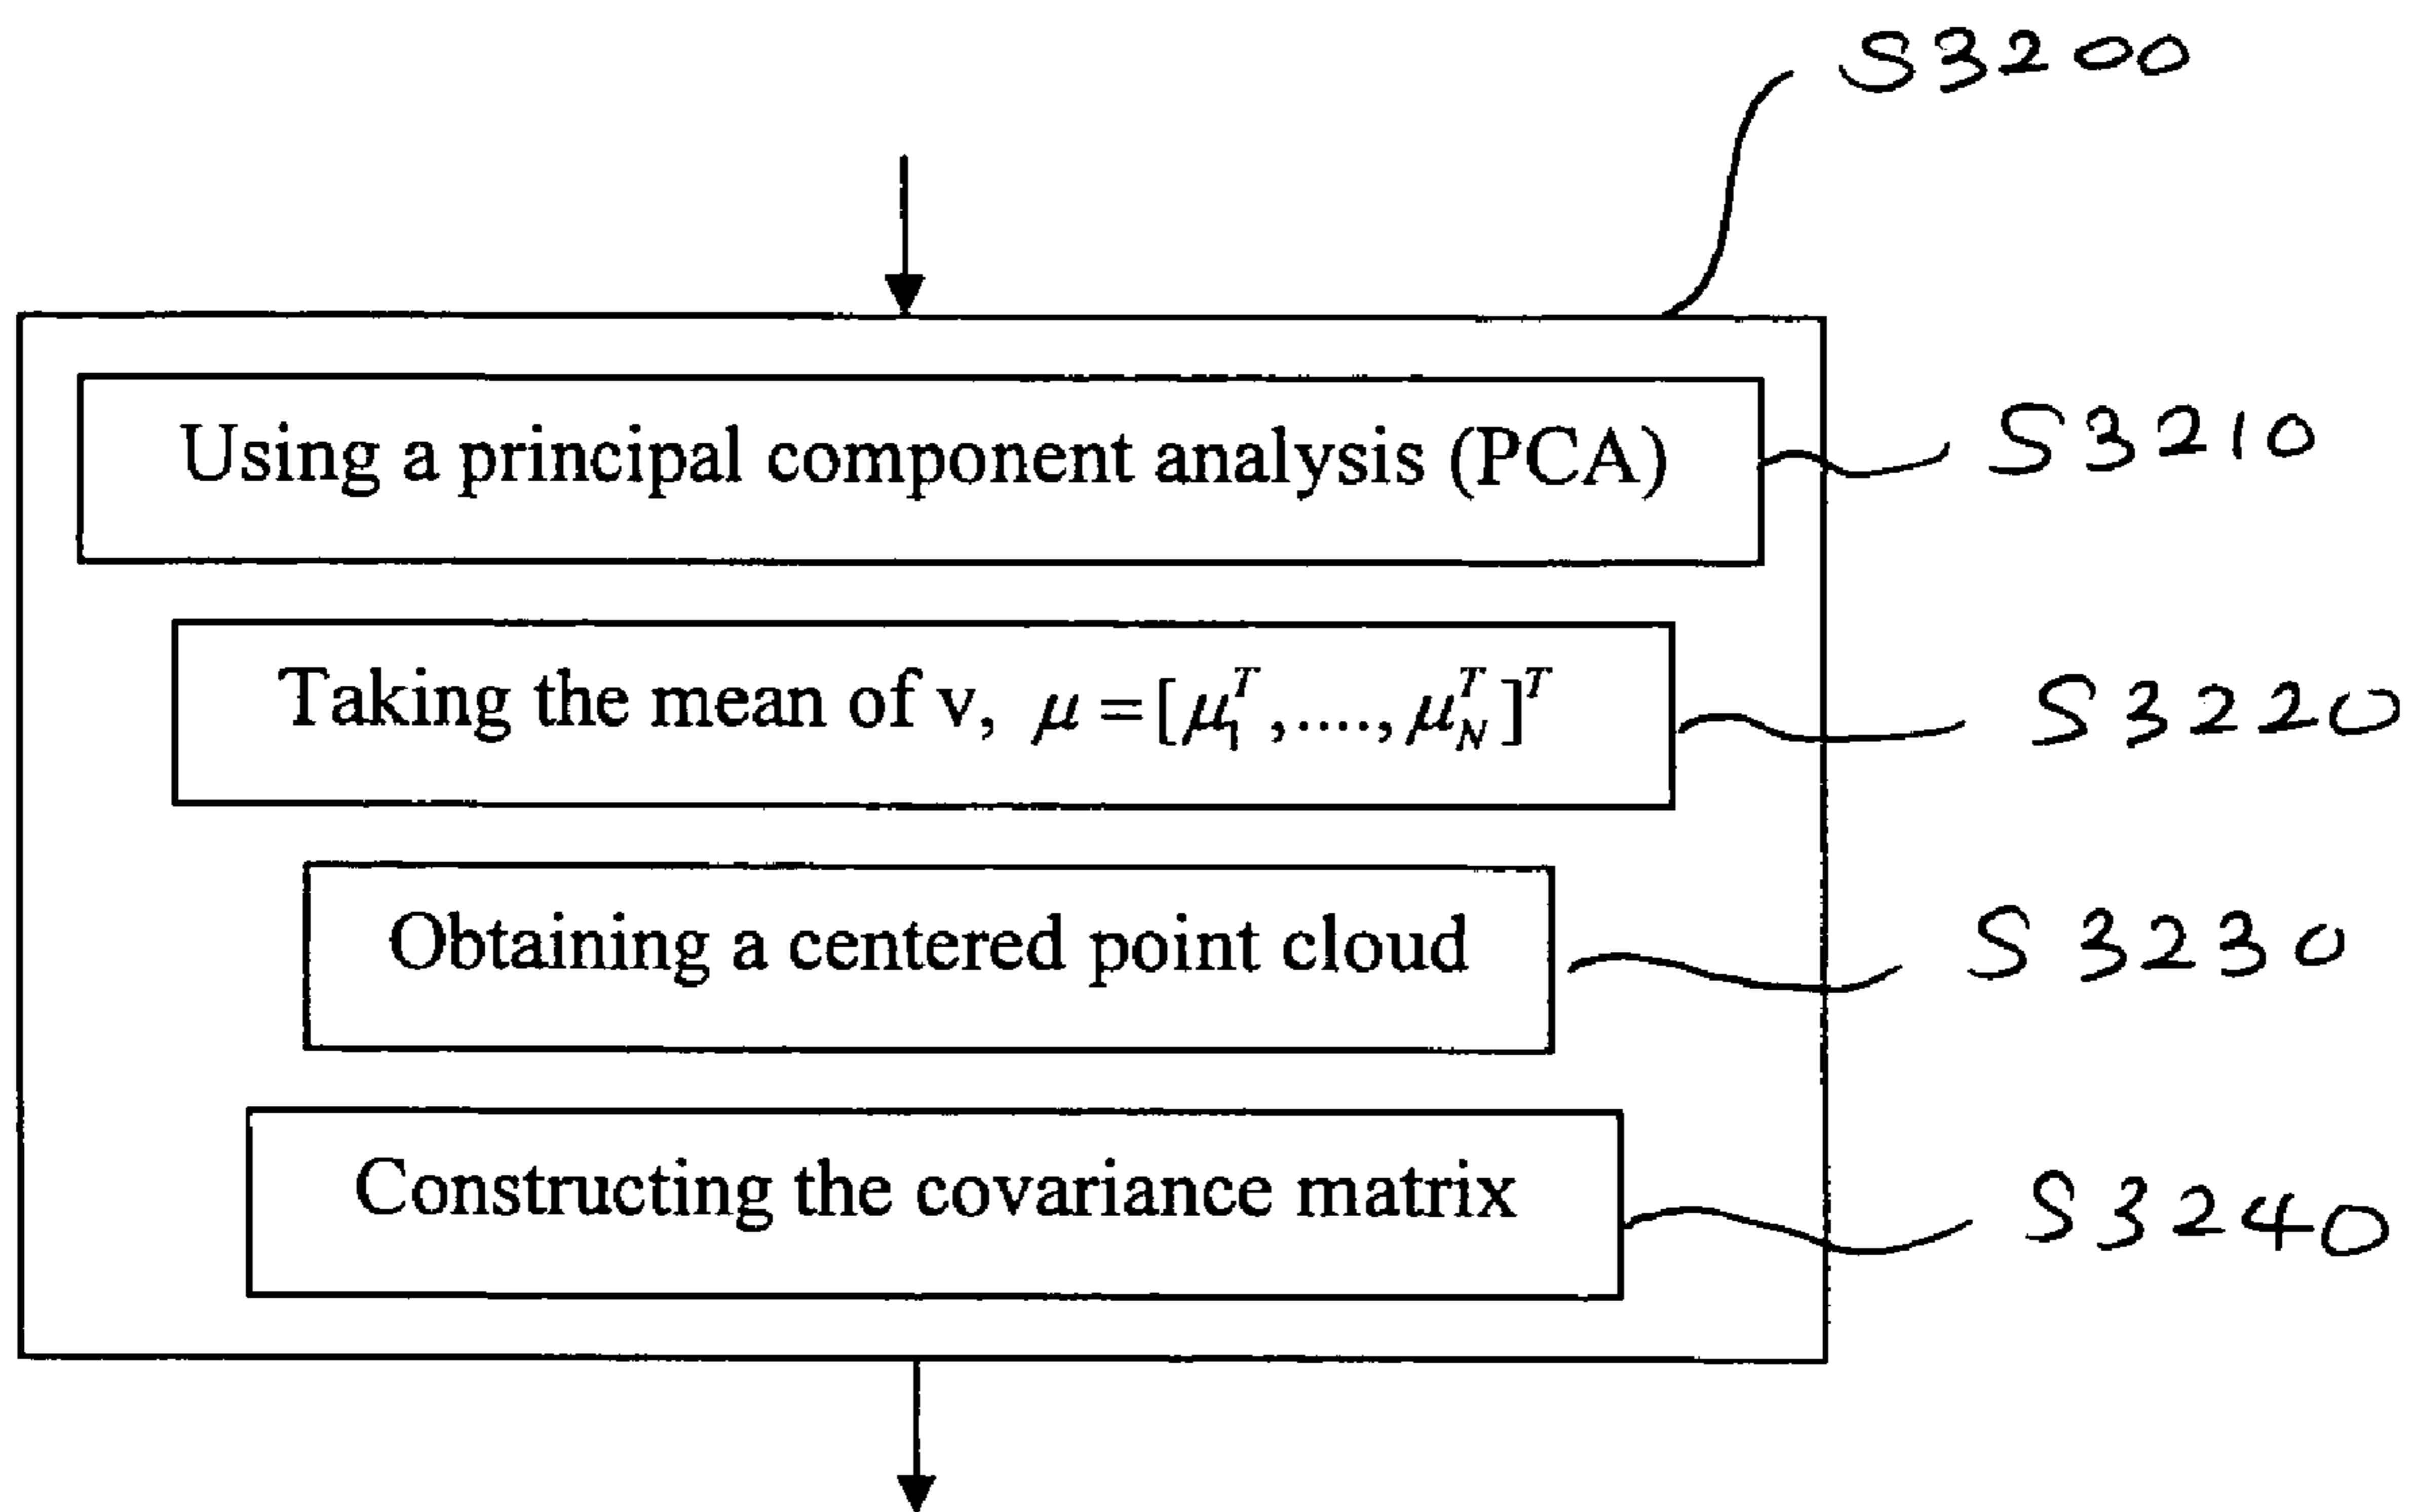 S3200
Using a principal component analysis (PCA) S3210
Taking the mean of v, μ = [μ₁ᵀ, ...., μ_Nᵀ]ᵀ S3220
Obtaining a centered point cloud S3230
Constructing the covariance matrix S3240